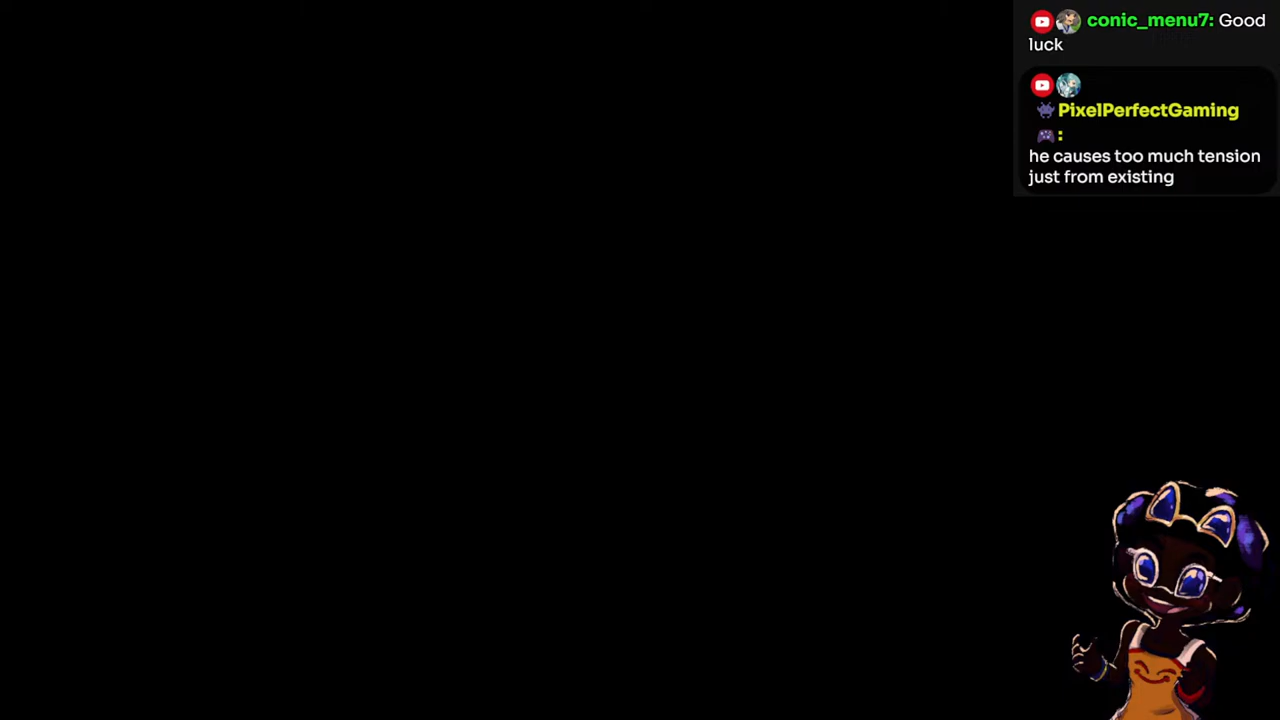 conic_menu7: Good
luck
PixelPerfectGaming
:
he causes too much tension
just from existing